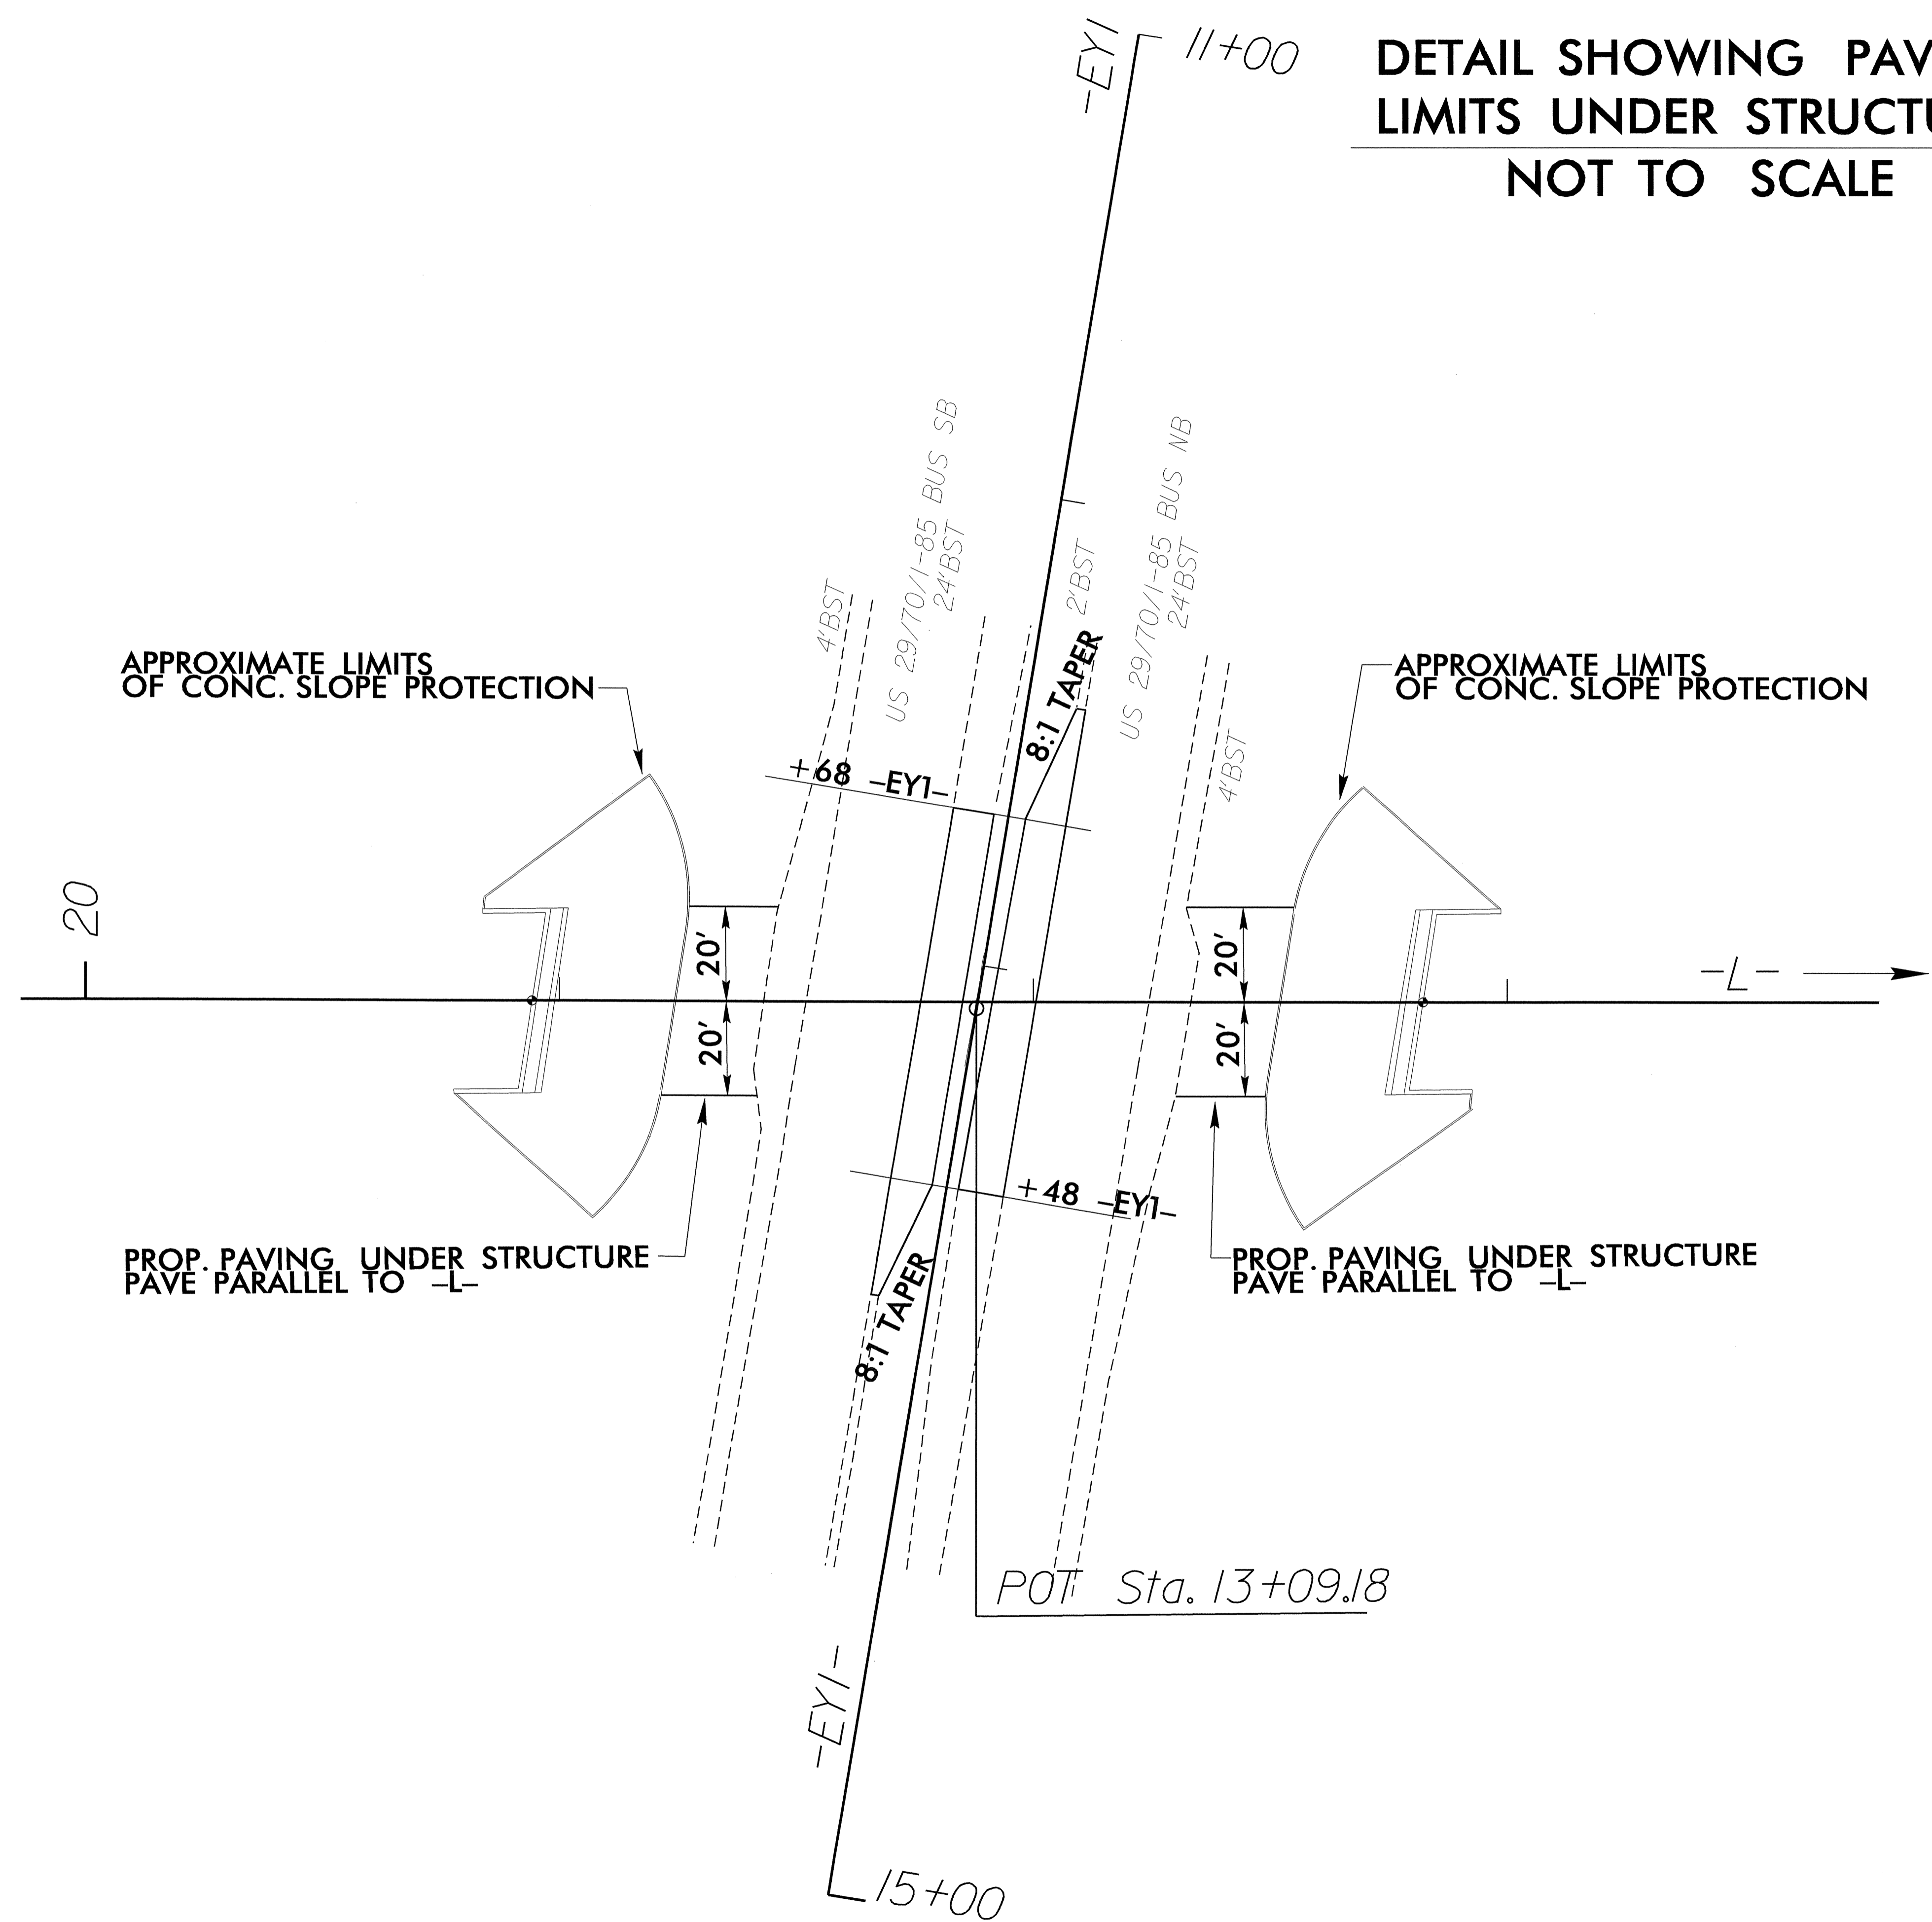 -EY1
11+00
DETAIL SHOWING PAV
LIMITS UNDER STRUCTU
NOT TO SCALE
4'BST
US 29/70/I-85 BUS SB
24'BST
2'BST
US 29/70/I-85 BUS NB
24'BST
4'BST
8:1 TAPER
APPROXIMATE LIMITS
OF CONC. SLOPE PROTECTION
APPROXIMATE LIMITS
OF CONC. SLOPE PROTECTION
+68 -EY1-
20
20'
20'
-L-
20'
20'
+48 -EY1-
PROP. PAVING UNDER STRUCTURE
PAVE PARALLEL TO -L-
PROP. PAVING UNDER STRUCTURE
PAVE PARALLEL TO -L-
8:1 TAPER
POT Sta. 13+09.18
-EY1-
15+00